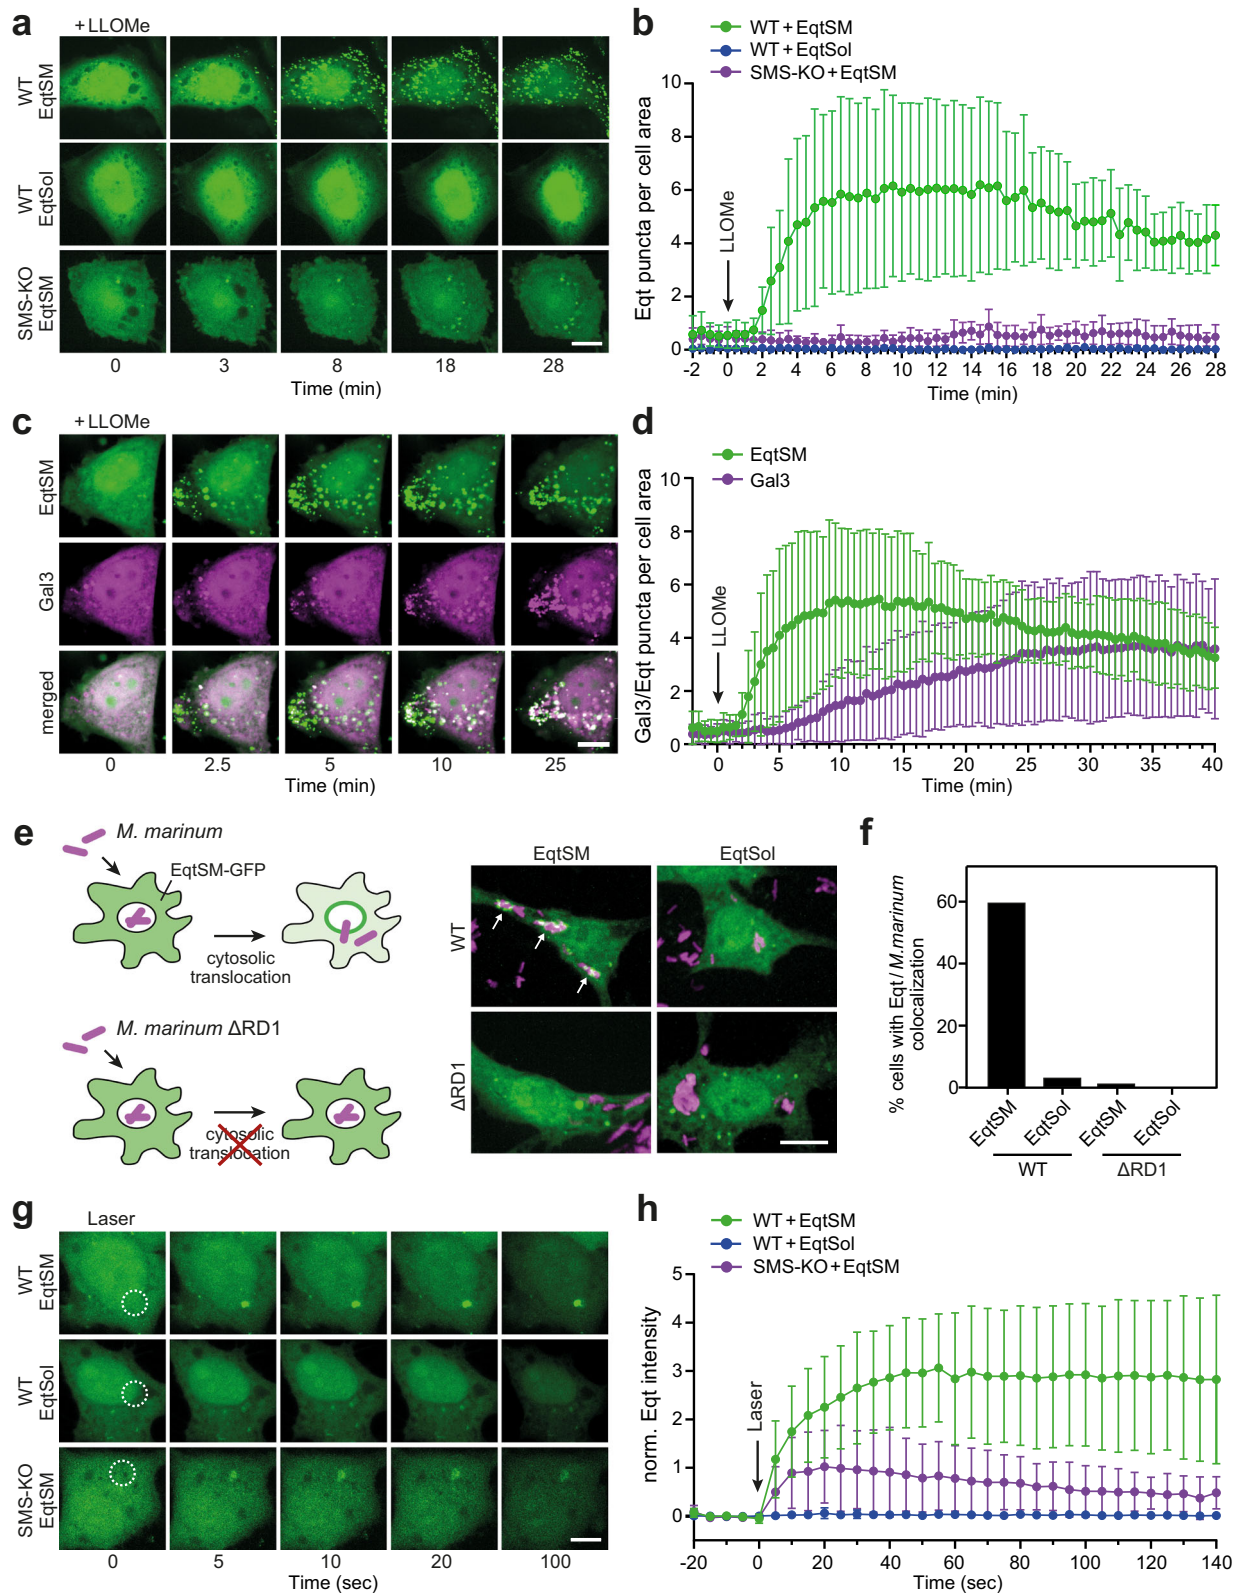 a
+ LLOMe
WT
EqtSM
WT
EqtSol
SMS-KO
EqtSM
0 3 8 18 28
Time (min)
b
WT + EqtSM
WT + EqtSol
SMS-KO + EqtSM
Eqt puncta per cell area
10
8
6
4
2
0
LLOMe
-2 0 2 4 6 8 10 12 14 16 18 20 22 24 26 28
Time (min)
c
+ LLOMe
EqtSM
Gal3
merged
0 2.5 5 10 25
Time (min)
d
EqtSM
Gal3
Gal3/Eqt puncta per cell area
10
8
6
4
2
0
LLOMe
0 5 10 15 20 25 30 35 40
Time (min)
e
M. marinum
EqtSM-GFP
cytosolic
translocation
M. marinum ΔRD1
cytosolic
translocation
EqtSM EqtSol
WT
ΔRD1
f
% cells with Eqt / M.marinum
colocalization
60
40
20
0
EqtSM EqtSol EqtSM EqtSol
WT ΔRD1
g
Laser
WT
EqtSM
WT
EqtSol
SMS-KO
EqtSM
0 5 10 20 100
Time (sec)
h
WT + EqtSM
WT + EqtSol
SMS-KO + EqtSM
norm. Eqt intensity
5
4
3
2
1
0
Laser
-20 0 20 40 60 80 100 120 140
Time (sec)